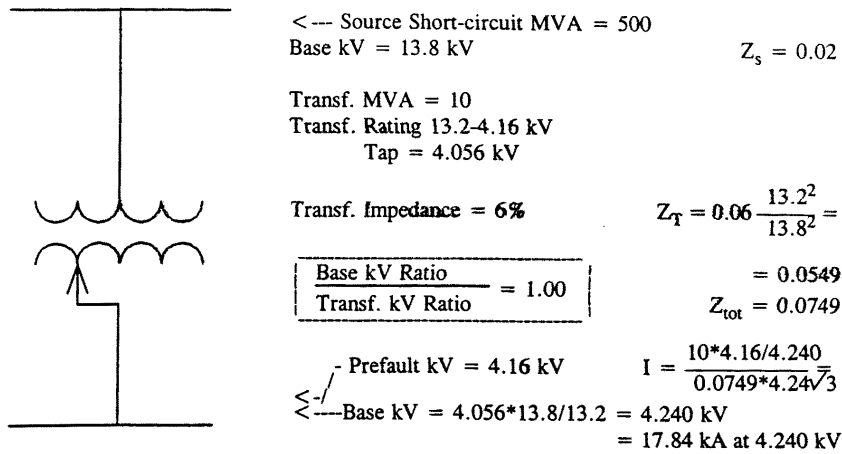 <--- Source Short-circuit MVA = 500
Base kV = 13.8 kV Zₛ = 0.02
Transf. MVA = 10
Transf. Rating 13.2-4.16 kV
Tap = 4.056 kV
Transf. Impedance = 6% Z_T = 0.06 13.2² / 13.8² =
Base kV Ratio / Transf. kV Ratio = 1.00
= 0.0549
Z_tot = 0.0749
- Prefault kV = 4.16 kV I = 10*4.16/4.240 / 0.0749*4.24√3 =
<----Base kV = 4.056*13.8/13.2 = 4.240 kV
= 17.84 kA at 4.240 kV